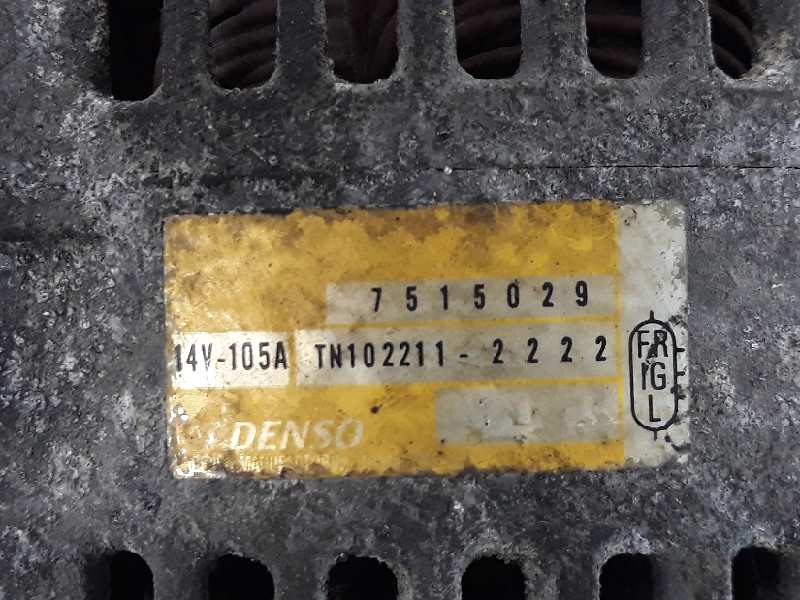 7515029
14V-105A TN102211-2222
DENSO
FR
IG
L